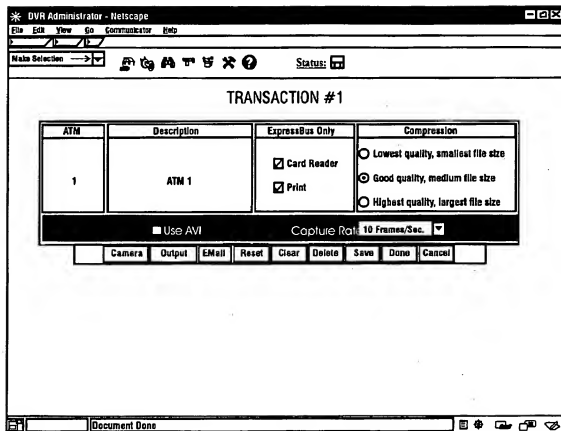 DVR Administrator - Netscape
File Edit View Go Communicator Help
Make Selection
Status:
TRANSACTION #1
ATM Description ExpressBus Only Compression
1 ATM 1
Card Reader
Print
Lowest quality, smallest file size
Good quality, medium file size
Highest quality, largest file size
Use AVI Capture Rat 10 Frames/Sec.
Camera Output EMail Reset Clear Delete Save Done Cancel
Document Done